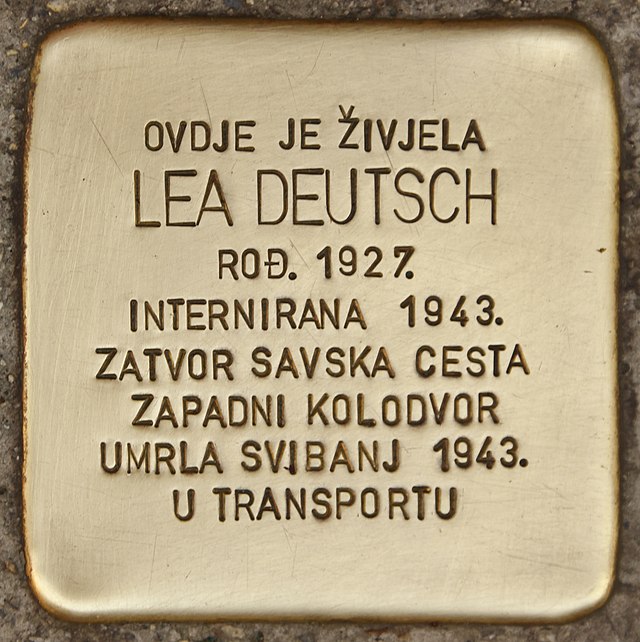 OVDJE JE ŽIVJELA
LEA DEUTSCH
ROĐ. 1927.
INTERNIRANA 1943.
ZATVOR SAVSKA CESTA
ZAPADNI KOLODVOR
UMRLA SVIBANJ 1943.
U TRANSPORTU